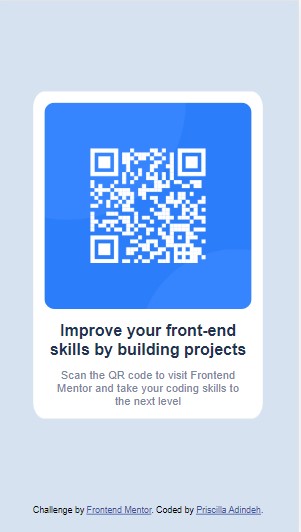 Improve your front-end
skills by building projects
Scan the QR code to visit Frontend
Mentor and take your coding skills to
the next level
Challenge by Frontend Mentor. Coded by Priscilla Adindeh.